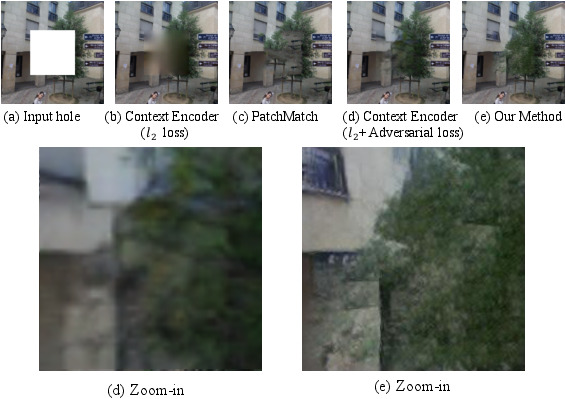 (a) Input hole
(b) Context Encoder
(l₂ loss)
(c) PatchMatch
(d) Context Encoder
(l₂+Adversarial loss)
(e) Our Method
(d) Zoom-in
(e) Zoom-in